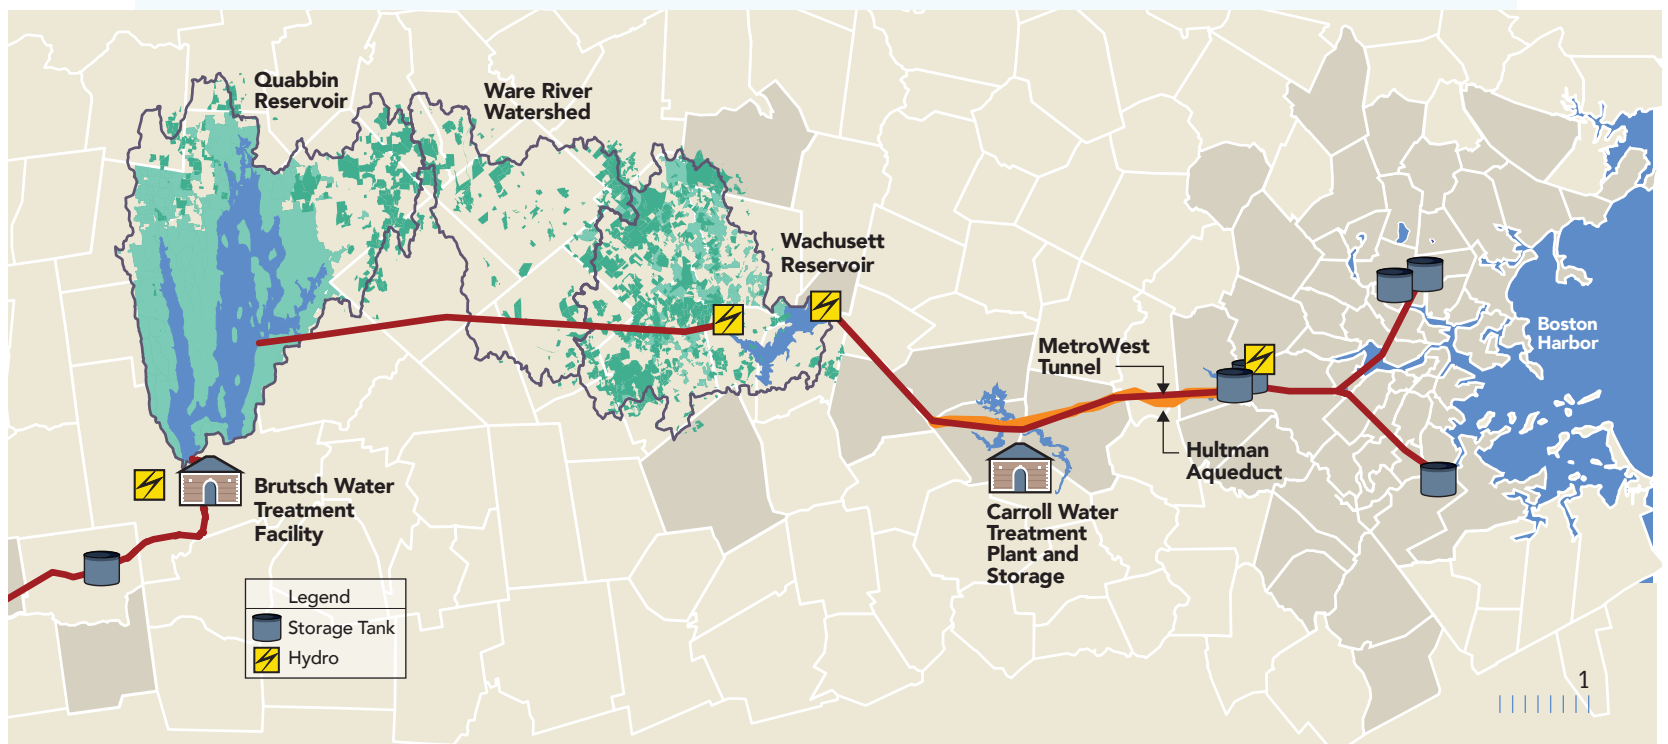 Quabbin
Reservoir
Ware River
Watershed
Wachusett
Reservoir
Boston
Harbor
MetroWest
Tunnel
Hultman
Aqueduct
Brutsch Water
Treatment
Facility
Carroll Water
Treatment
Plant and
Storage
Legend
Storage Tank
Hydro
1